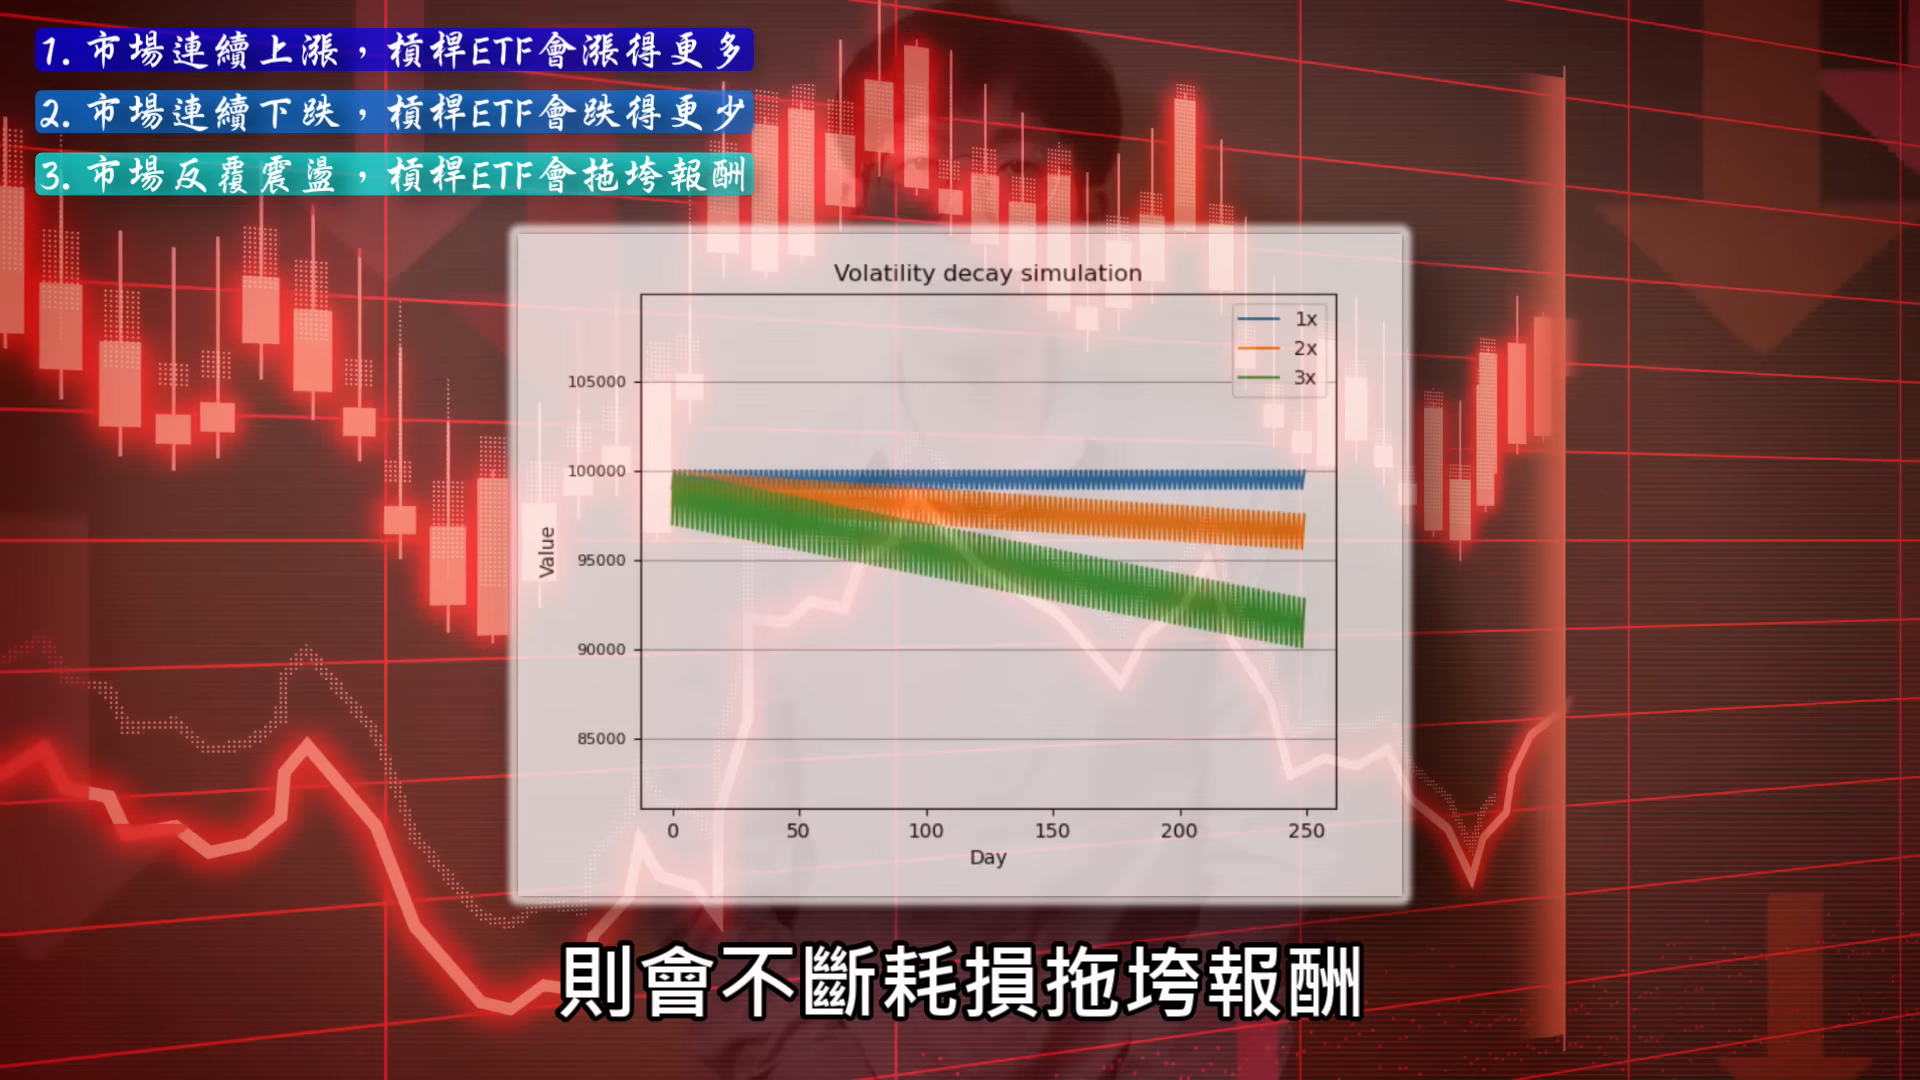 1. 市場連續上漲，槓桿ETF會漲得更多
2. 市場連續下跌，槓桿ETF會跌得更少
3. 市場反覆震盪，槓桿ETF會拖垮報酬
Volatility decay simulation
1x
2x
3x
105000
100000
95000
90000
85000
Value
0 50 100 150 200 250
Day
則會不斷耗損拖垮報酬